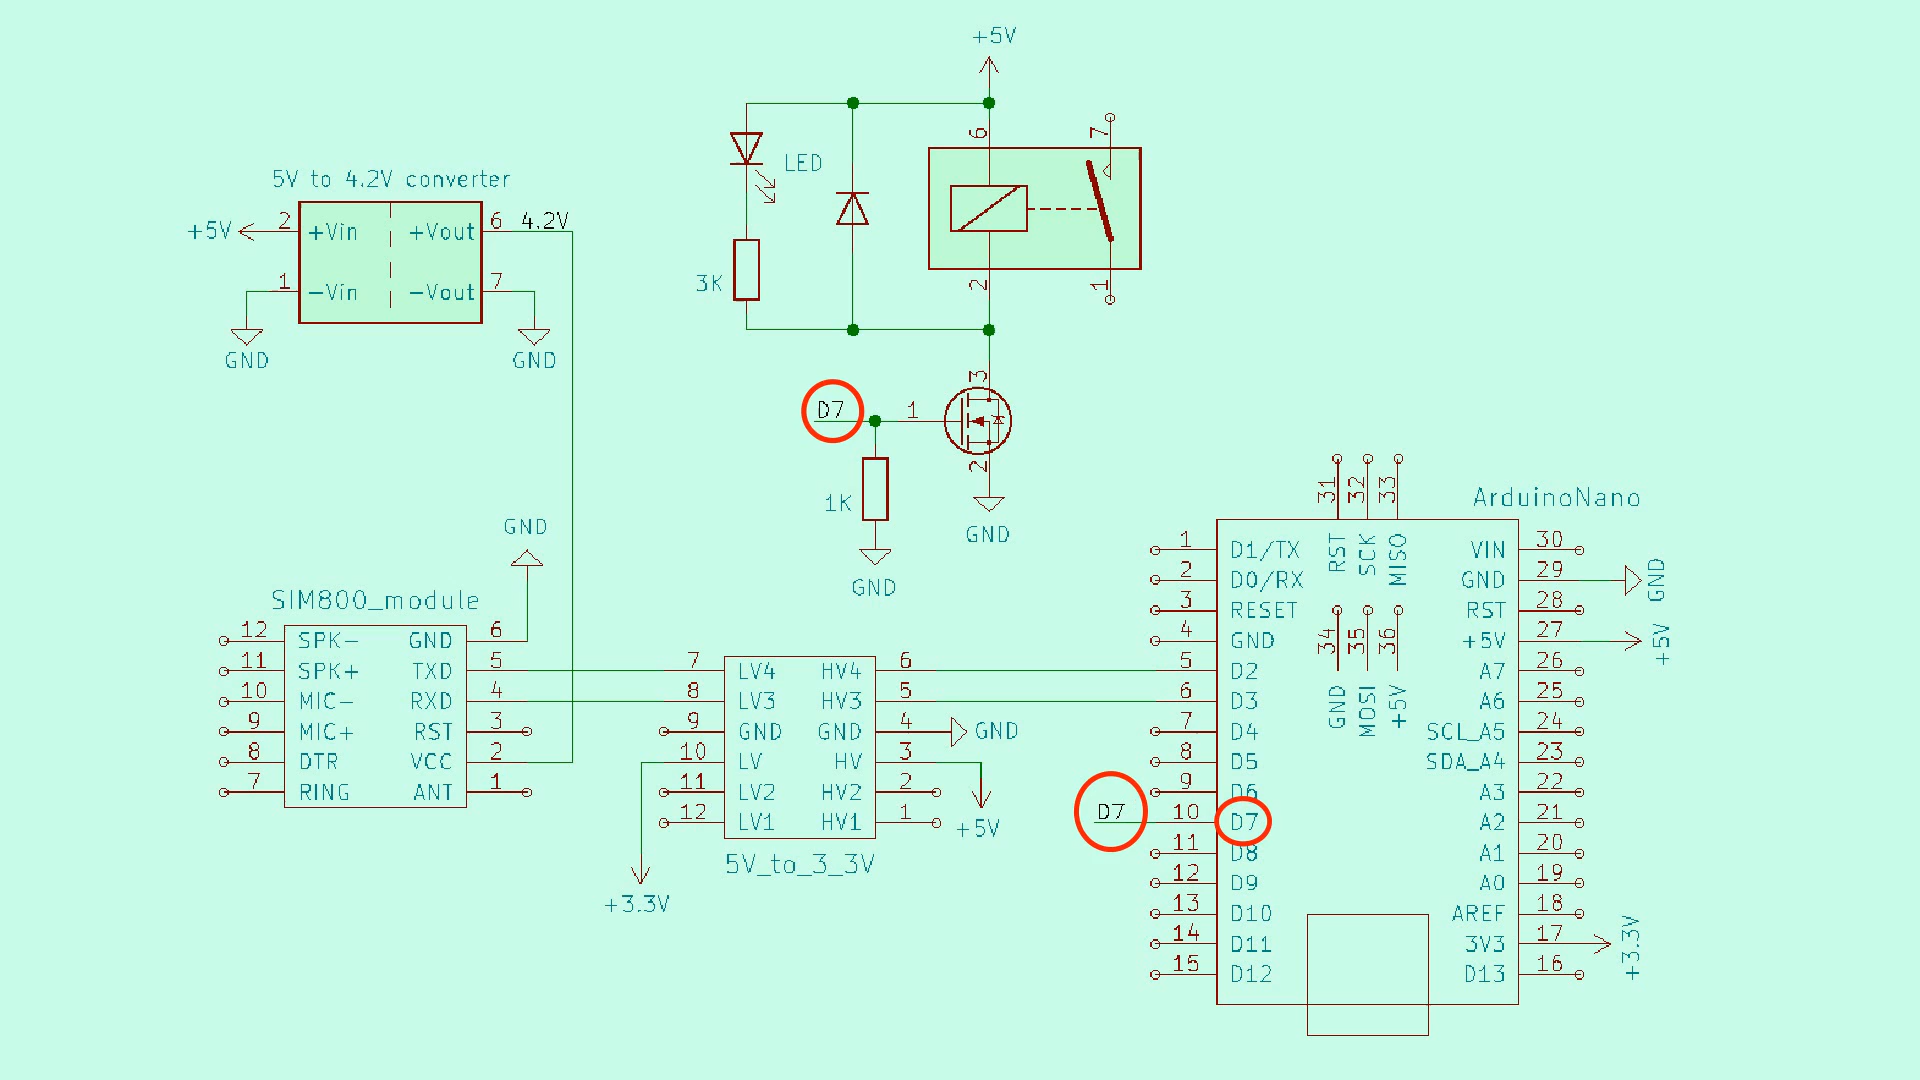 +5V
6
7
LED
5V to 4.2V converter
+5V
2
+Vin
+Vout
6
4.2V
1
-Vin
-Vout
7
GND
GND
3K
2
1
3
D7
1
2
1K
GND
GND
GND
SIM800_module
12 SPK- GND 6
11 SPK+ TXD 5
10 MIC- RXD 4
9 MIC+ RST 3
8 DTR VCC 2
7 RING ANT 1
7 LV4 HV4 6
8 LV3 HV3 5
9 GND GND 4 GND
10 LV HV 3
11 LV2 HV2 2
12 LV1 HV1 1
+5V
5V_to_3_3V
+3.3V
ArduinoNano
31 32 33
RST SCK MISO
34 35 36
GND MOSI +5V
1 D1/TX VIN 30
2 D0/RX GND 29 GND
3 RESET RST 28
4 GND +5V 27 +5V
5 D2 A7 26
6 D3 A6 25
7 D4 SCL_A5 24
8 D5 SDA_A4 23
9 D6 A3 22
D7 10 D7 A2 21
11 D8 A1 20
12 D9 A0 19
13 D10 AREF 18
14 D11 3V3 17 +3.3V
15 D12 D13 16